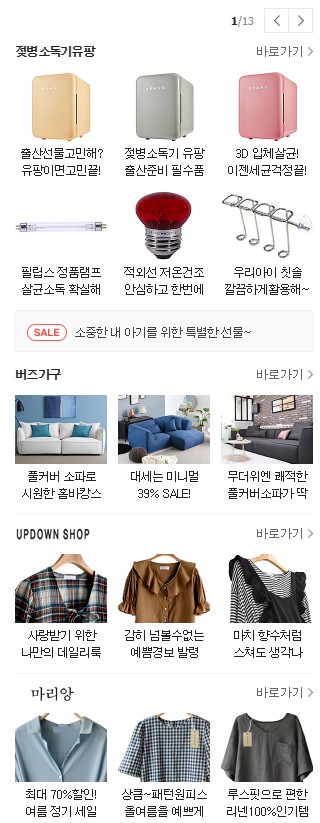 1/13
젖병소독기유팡
바로가기
출산선물고민해?
유팡이면고민끝!
젖병소독기 유팡
출산준비 필수품
3D 입체살균!
이젠세균걱정끝!
필립스 정품램프
살균소독 확실해
적외선 저온건조
안심하고 한번에
우리아이 칫솔
깔끔하게활용해~
SALE 소중한 내 아기를 위한 특별한 선물~
버즈가구
바로가기
풀커버 소파로
시원한 홈바캉스
대세는 미니멀
39% SALE!
무더위엔 쾌적한
풀커버소파가 딱
UPDOWN SHOP
바로가기
사랑받기 위한
나만의 데일리룩
감히 넘볼수없는
예쁨경보 발령
마치 향수처럼
스쳐도 생각나
마리앙
바로가기
최대 70%할인!
여름 정기 세일
상큼~패턴원피스
올여름을 예쁘게
루스핏으로 편한
리넨100%인기템